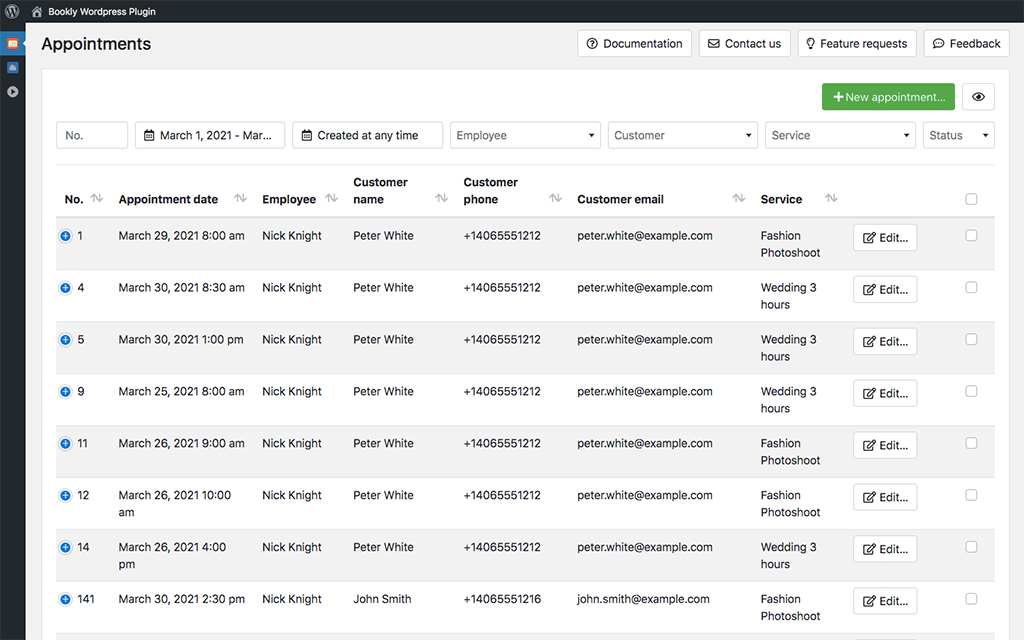 Bookly Wordpress Plugin
Appointments
Documentation
Contact us
Feature requests
Feedback
New appointment...
No.
March 1, 2021 - Mar...
Created at any time
Employee
Customer
Service
Status
No.
Appointment date
Employee
Customer
name
Customer
phone
Customer email
Service
1 March 29, 2021 8:00 am Nick Knight Peter White +14065551212 peter.white@example.com Fashion Edit...
Photoshoot
4 March 30, 2021 8:30 am Nick Knight Peter White +14065551212 peter.white@example.com Wedding 3 Edit...
hours
5 March 30, 2021 1:00 pm Nick Knight Peter White +14065551212 peter.white@example.com Wedding 3 Edit...
hours
9 March 25, 2021 8:00 am Nick Knight Peter White +14065551212 peter.white@example.com Wedding 3 Edit...
hours
11 March 26, 2021 9:00 am Nick Knight Peter White +14065551212 peter.white@example.com Fashion Edit...
Photoshoot
12 March 26, 2021 10:00 Nick Knight Peter White +14065551212 peter.white@example.com Fashion Edit...
am Photoshoot
14 March 26, 2021 4:00 Nick Knight Peter White +14065551212 peter.white@example.com Wedding 3 Edit...
pm hours
141 March 30, 2021 2:30 pm Nick Knight John Smith +14065551216 john.smith@example.com Fashion Edit...
Photoshoot